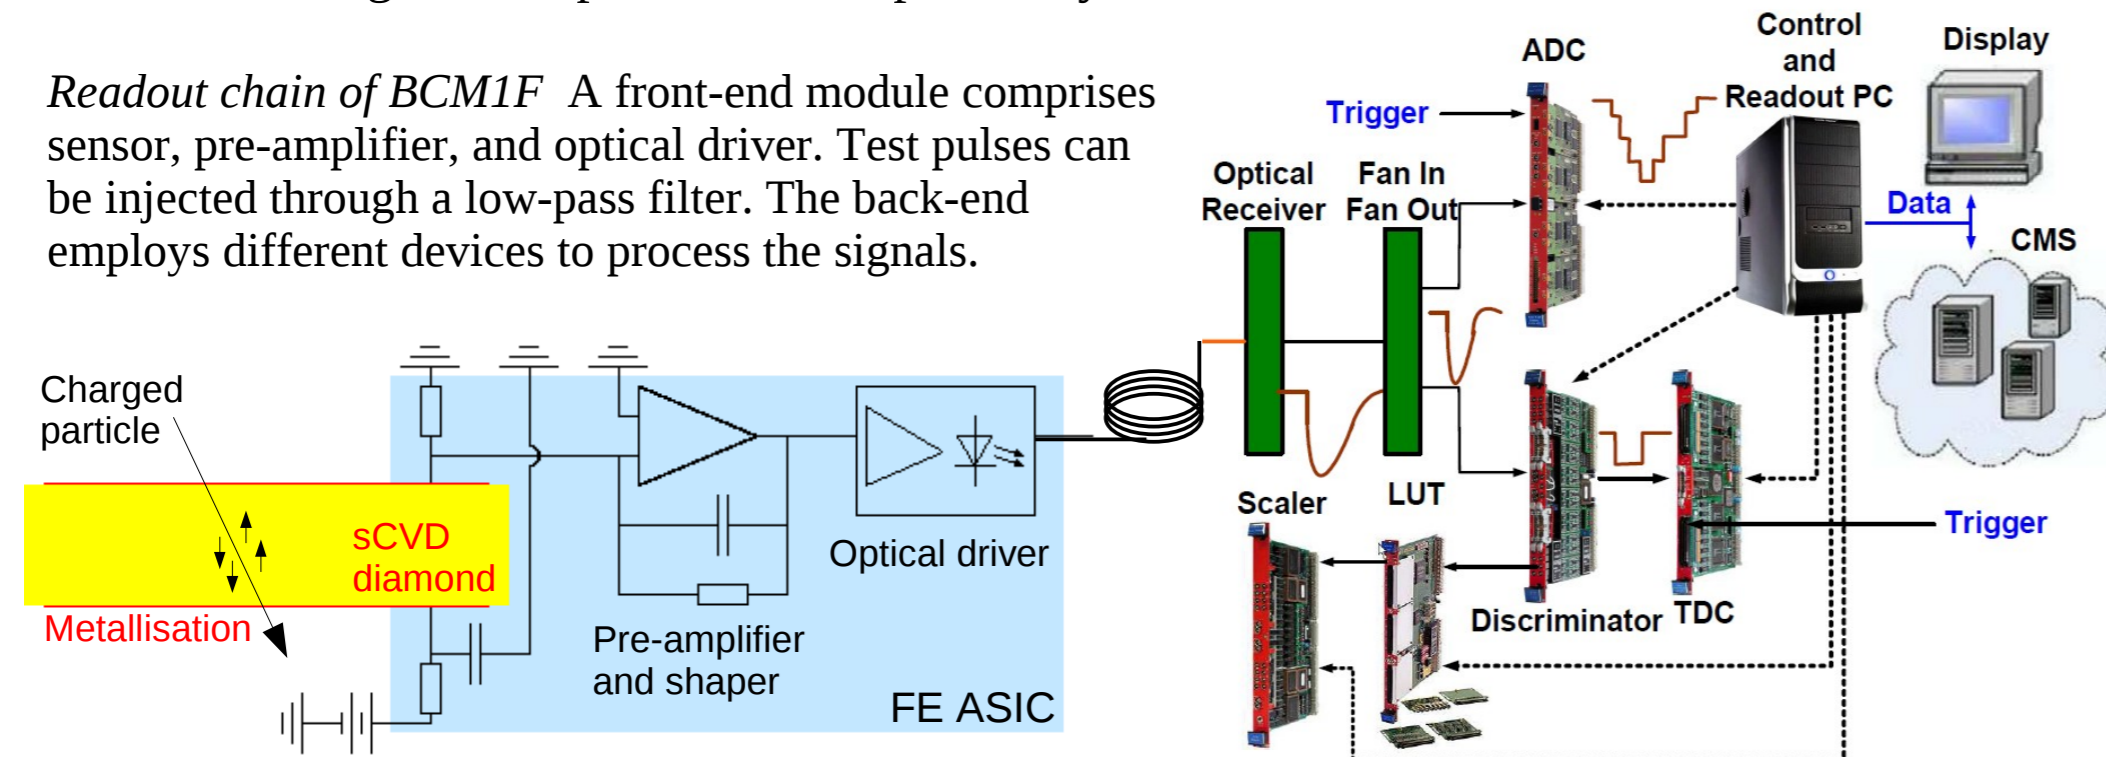 Readout chain of BCM1F  A front-end module comprises
sensor, pre-amplifier, and optical driver. Test pulses can
be injected through a low-pass filter. The back-end
employs different devices to process the signals.
Charged
particle
sCVD
diamond
Metallisation
Pre-amplifier
and shaper
Optical driver
FE ASIC
Optical
Receiver
Fan In
Fan Out
Trigger
ADC
Control
and
Readout PC
Display
Data
CMS
Scaler
LUT
Discriminator
TDC
Trigger